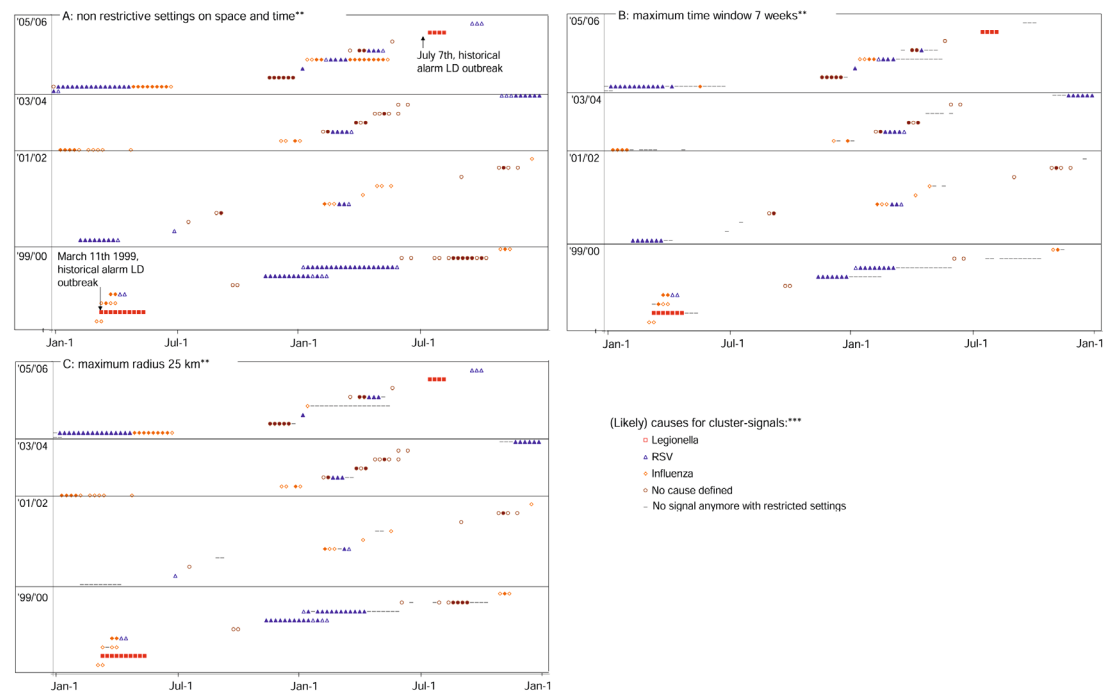 A: non restrictive settings on space and time**
'05/'06
July 7th, historical
alarm LD outbreak
'03/'04
'01/'02
'99/'00
March 11th 1999,
historical alarm LD
outbreak
Jan-1
Jul-1
Jan-1
Jul-1
B: maximum time window 7 weeks**
'05/'06
'03/'04
'01/'02
'99/'00
Jan-1
Jul-1
Jan-1
Jul-1
Jan-1
C: maximum radius 25 km**
'05/'06
'03/'04
'01/'02
'99/'00
Jan-1
Jul-1
Jan-1
Jul-1
Jan-1
(Likely) causes for cluster-signals:***
Legionella
RSV
Influenza
No cause defined
No signal anymore with restricted settings